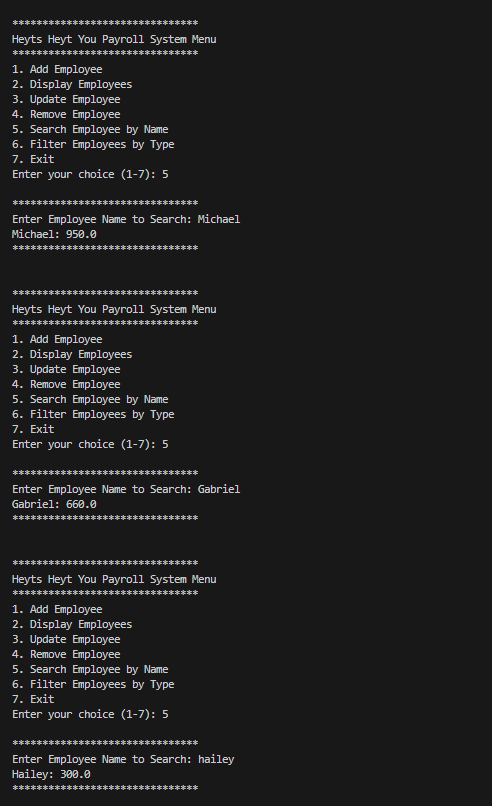 *******************************
Heyts Heyt You Payroll System Menu
*******************************
1. Add Employee
2. Display Employees
3. Update Employee
4. Remove Employee
5. Search Employee by Name
6. Filter Employees by Type
7. Exit
Enter your choice (1-7): 5
*******************************
Enter Employee Name to Search: Michael
Michael: 950.0
*******************************
*******************************
Heyts Heyt You Payroll System Menu
*******************************
1. Add Employee
2. Display Employees
3. Update Employee
4. Remove Employee
5. Search Employee by Name
6. Filter Employees by Type
7. Exit
Enter your choice (1-7): 5
*******************************
Enter Employee Name to Search: Gabriel
Gabriel: 660.0
*******************************
*******************************
Heyts Heyt You Payroll System Menu
*******************************
1. Add Employee
2. Display Employees
3. Update Employee
4. Remove Employee
5. Search Employee by Name
6. Filter Employees by Type
7. Exit
Enter your choice (1-7): 5
*******************************
Enter Employee Name to Search: hailey
Hailey: 300.0
*******************************